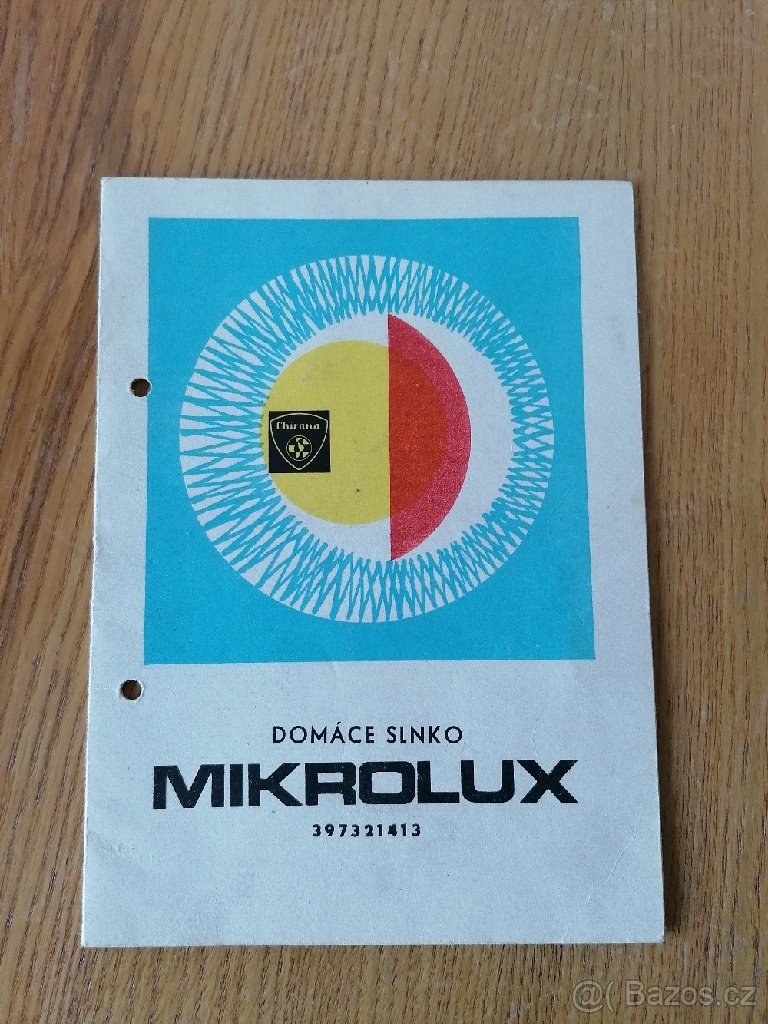 Chirana
DOMÁCE SLNKO
MIKROLUX
397321413
@( Bazos.cz